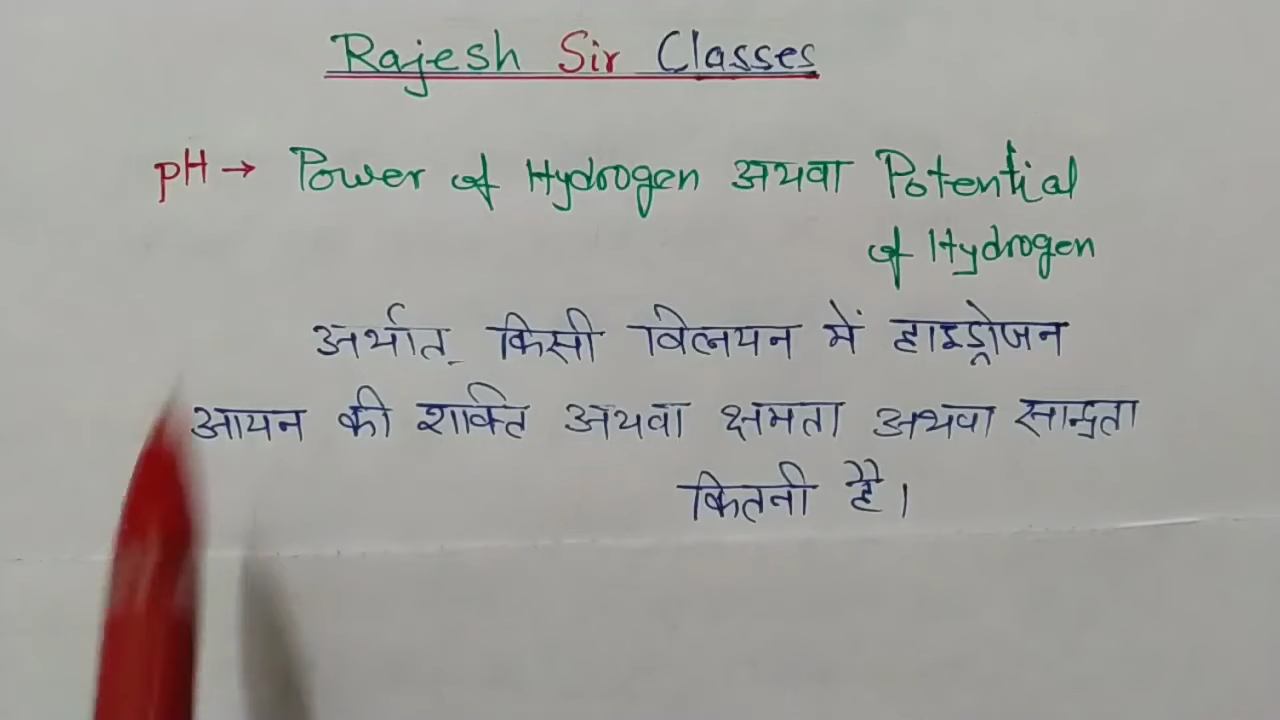 Rajesh Sir Classes
pH → Power of Hydrogen अथवा Potential
of Hydrogen
अर्थात् किसी विलयन में हाइड्रोजन
आयन की शक्ति अथवा क्षमता अथवा सान्द्रता
कितनी है।